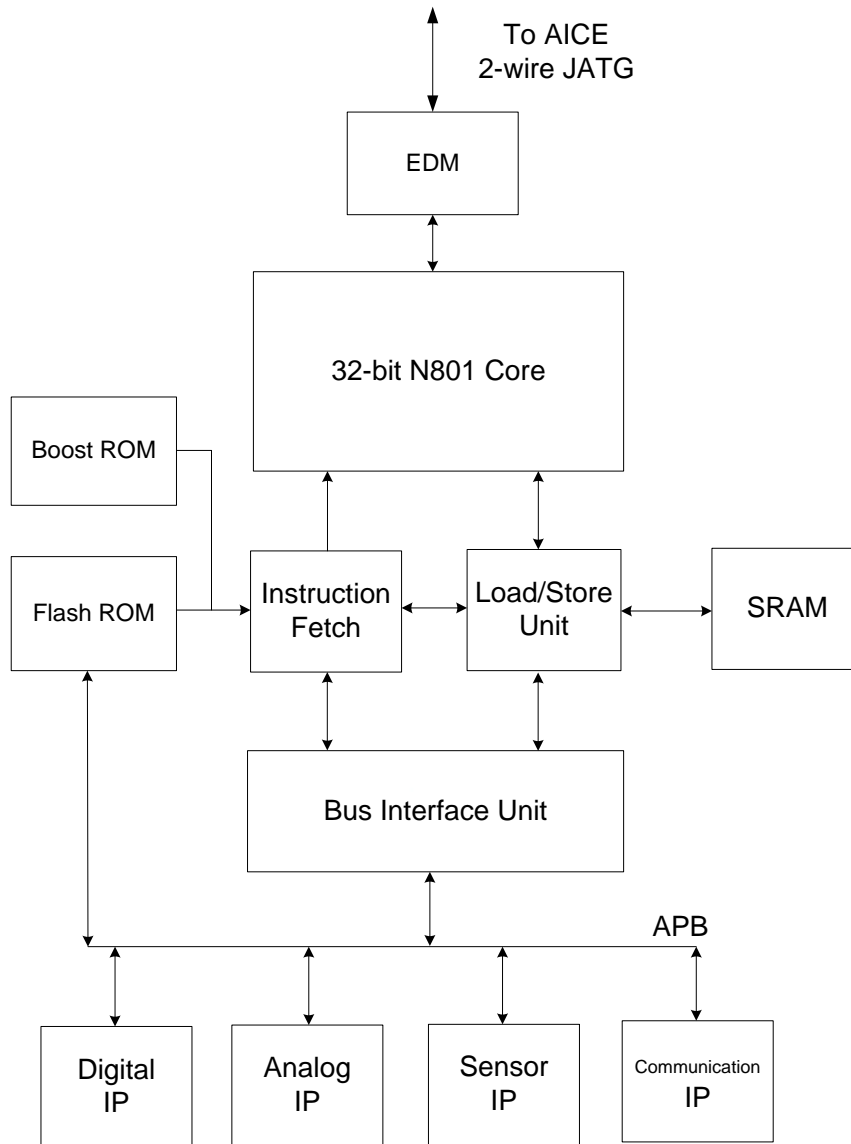 To AICE
2-wire JATG
EDM
32-bit N801 Core
Boost ROM
Flash ROM
Instruction
Fetch
Load/Store
Unit
SRAM
Bus Interface Unit
APB
Digital
IP
Analog
IP
Sensor
IP
Communication
IP